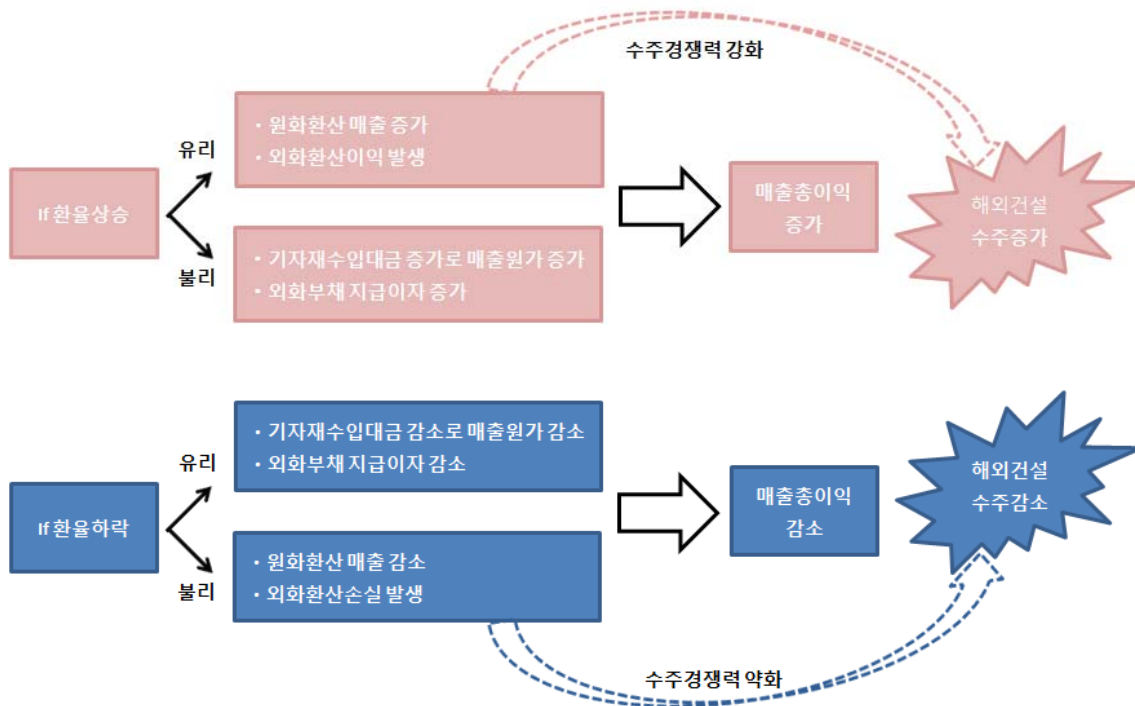 수주경쟁력 강화
· 원화환산 매출 증가
· 외화환산이익 발생
유리
If 환율상승
불리
· 기자재수입대금 증가로 매출원가 증가
· 외화부채 지급이자 증가
매출총이익
증가
해외건설
수주증가
· 기자재수입대금 감소로 매출원가 감소
· 외화부채 지급이자 감소
유리
If 환율하락
불리
· 원화환산 매출 감소
· 외화환산손실 발생
매출총이익
감소
해외건설
수주감소
수주경쟁력 약화